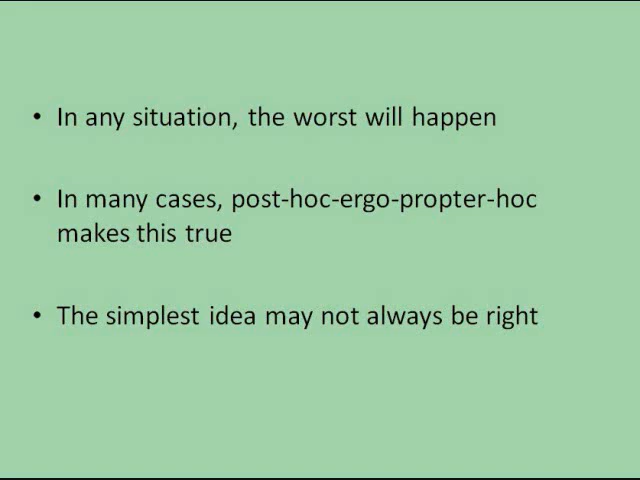 • In any situation, the worst will happen
• In many cases, post-hoc-ergo-propter-hoc
makes this true
• The simplest idea may not always be right